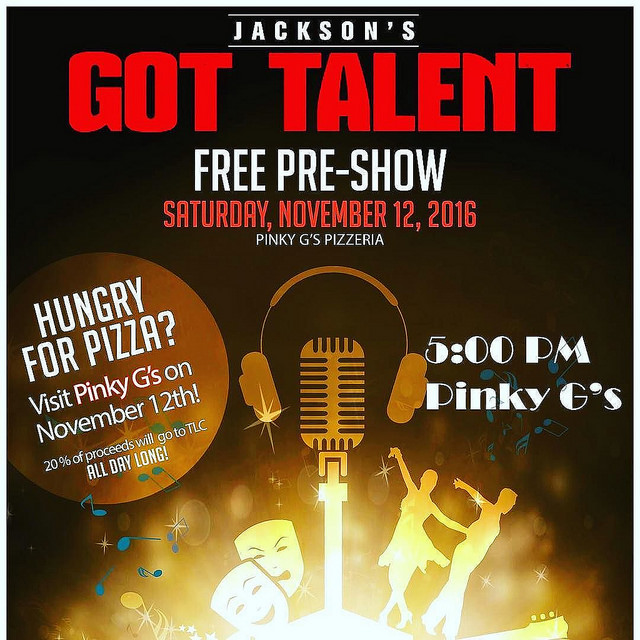 JACKSON'S
GOT TALENT
FREE PRE-SHOW
SATURDAY, NOVEMBER 12, 2016
PINKY G'S PIZZERIA
HUNGRY
FOR PIZZA?
Visit Pinky G's on
November 12th!
20% of proceeds will go to TLC
ALL DAY LONG!
5:00 PM
Pinky G's